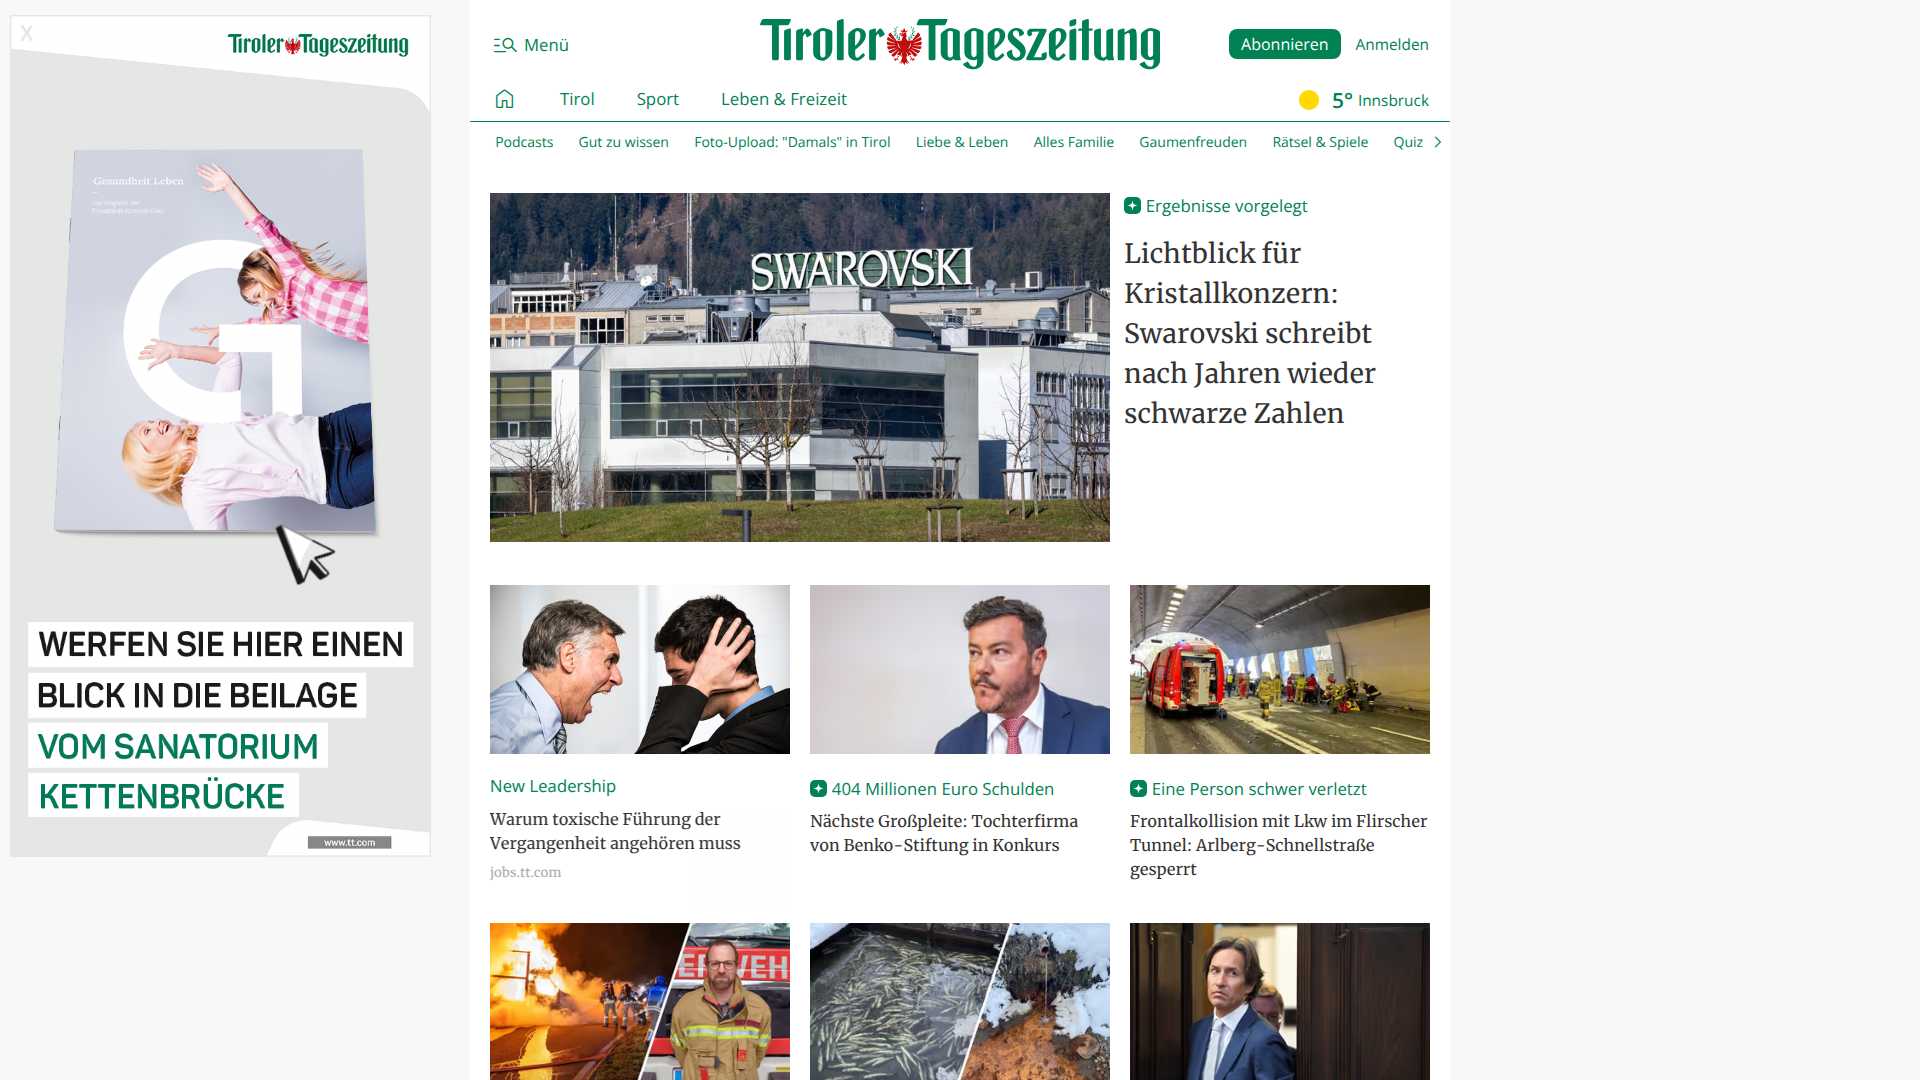 X
Tiroler Tageszeitung
Gesundheit Leben
G
WERFEN SIE HIER EINEN
BLICK IN DIE BEILAGE
VOM SANATORIUM
KETTENBRÜCKE
www.tt.com
Menü
Tiroler Tageszeitung
Abonnieren
Anmelden
Tirol
Sport
Leben & Freizeit
5° Innsbruck
Podcasts
Gut zu wissen
Foto-Upload: "Damals" in Tirol
Liebe & Leben
Alles Familie
Gaumenfreuden
Rätsel & Spiele
Quiz
SWAROVSKI
Ergebnisse vorgelegt
Lichtblick für
Kristallkonzern:
Swarovski schreibt
nach Jahren wieder
schwarze Zahlen
New Leadership
Warum toxische Führung der
Vergangenheit angehören muss
jobs.tt.com
404 Millionen Euro Schulden
Nächste Großpleite: Tochterfirma
von Benko-Stiftung in Konkurs
Eine Person schwer verletzt
Frontalkollision mit Lkw im Flirscher
Tunnel: Arlberg-Schnellstraße
gesperrt